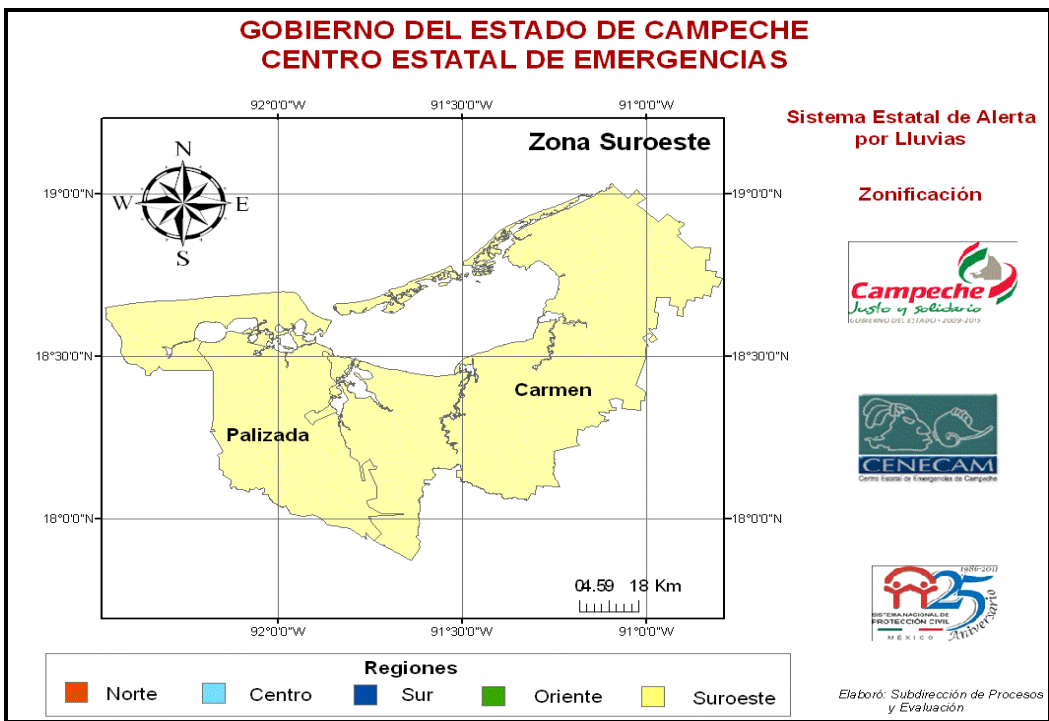 GOBIERNO DEL ESTADO DE CAMPECHE
CENTRO ESTATAL DE EMERGENCIAS
92°0'0"W
91°30'0"W
91°0'0"W
Sistema Estatal de Alerta
por Lluvias
Zona Suroeste
Zonificación
N
W
E
S
19°0'0"N
19°0'0"N
Campeche
Justo y solidario
GOBIERNO DEL ESTADO • 2009-2015
18°30'0"N
18°30'0"N
Carmen
Palizada
CENECAM
Centro Estatal de Emergencias de Campeche
18°0'0"N
18°0'0"N
04.59 18 Km
1986-2011
25
Aniversario
SISTEMA NACIONAL DE
PROTECCIÓN CIVIL
MÉXICO
92°0'0"W
91°30'0"W
91°0'0"W
Regiones
Norte
Centro
Sur
Oriente
Suroeste
Elaboró: Subdirección de Procesos
y Evaluación